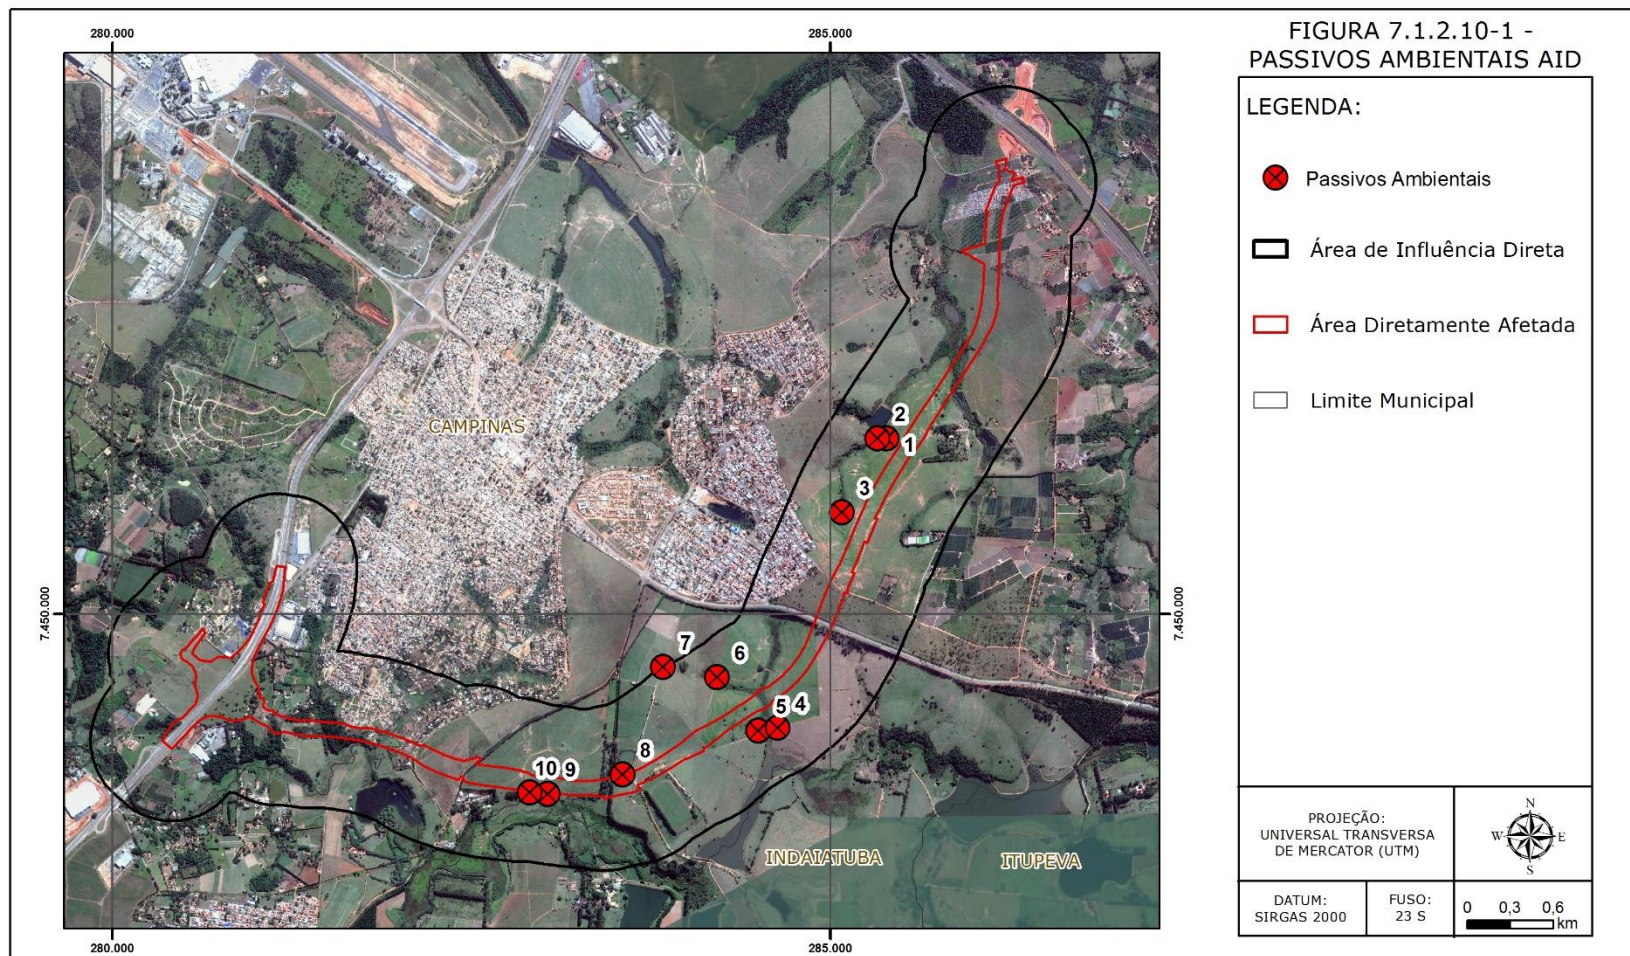 FIGURA 7.1.2.10-1 -
PASSIVOS AMBIENTAIS AID
280.000
285.000
LEGENDA:
Passivos Ambientais
Área de Influência Direta
Área Diretamente Afetada
Limite Municipal
CAMPINAS
2
1
3
7.450.000
7.450.000
7
6
5
4
8
10
9
INDAIATUBA
ITUPEVA
280.000
285.000
PROJEÇÃO:
UNIVERSAL TRANSVERSA
DE MERCATOR (UTM)
N
W
E
S
DATUM:
SIRGAS 2000
FUSO:
23 S
0 0,3 0,6
km